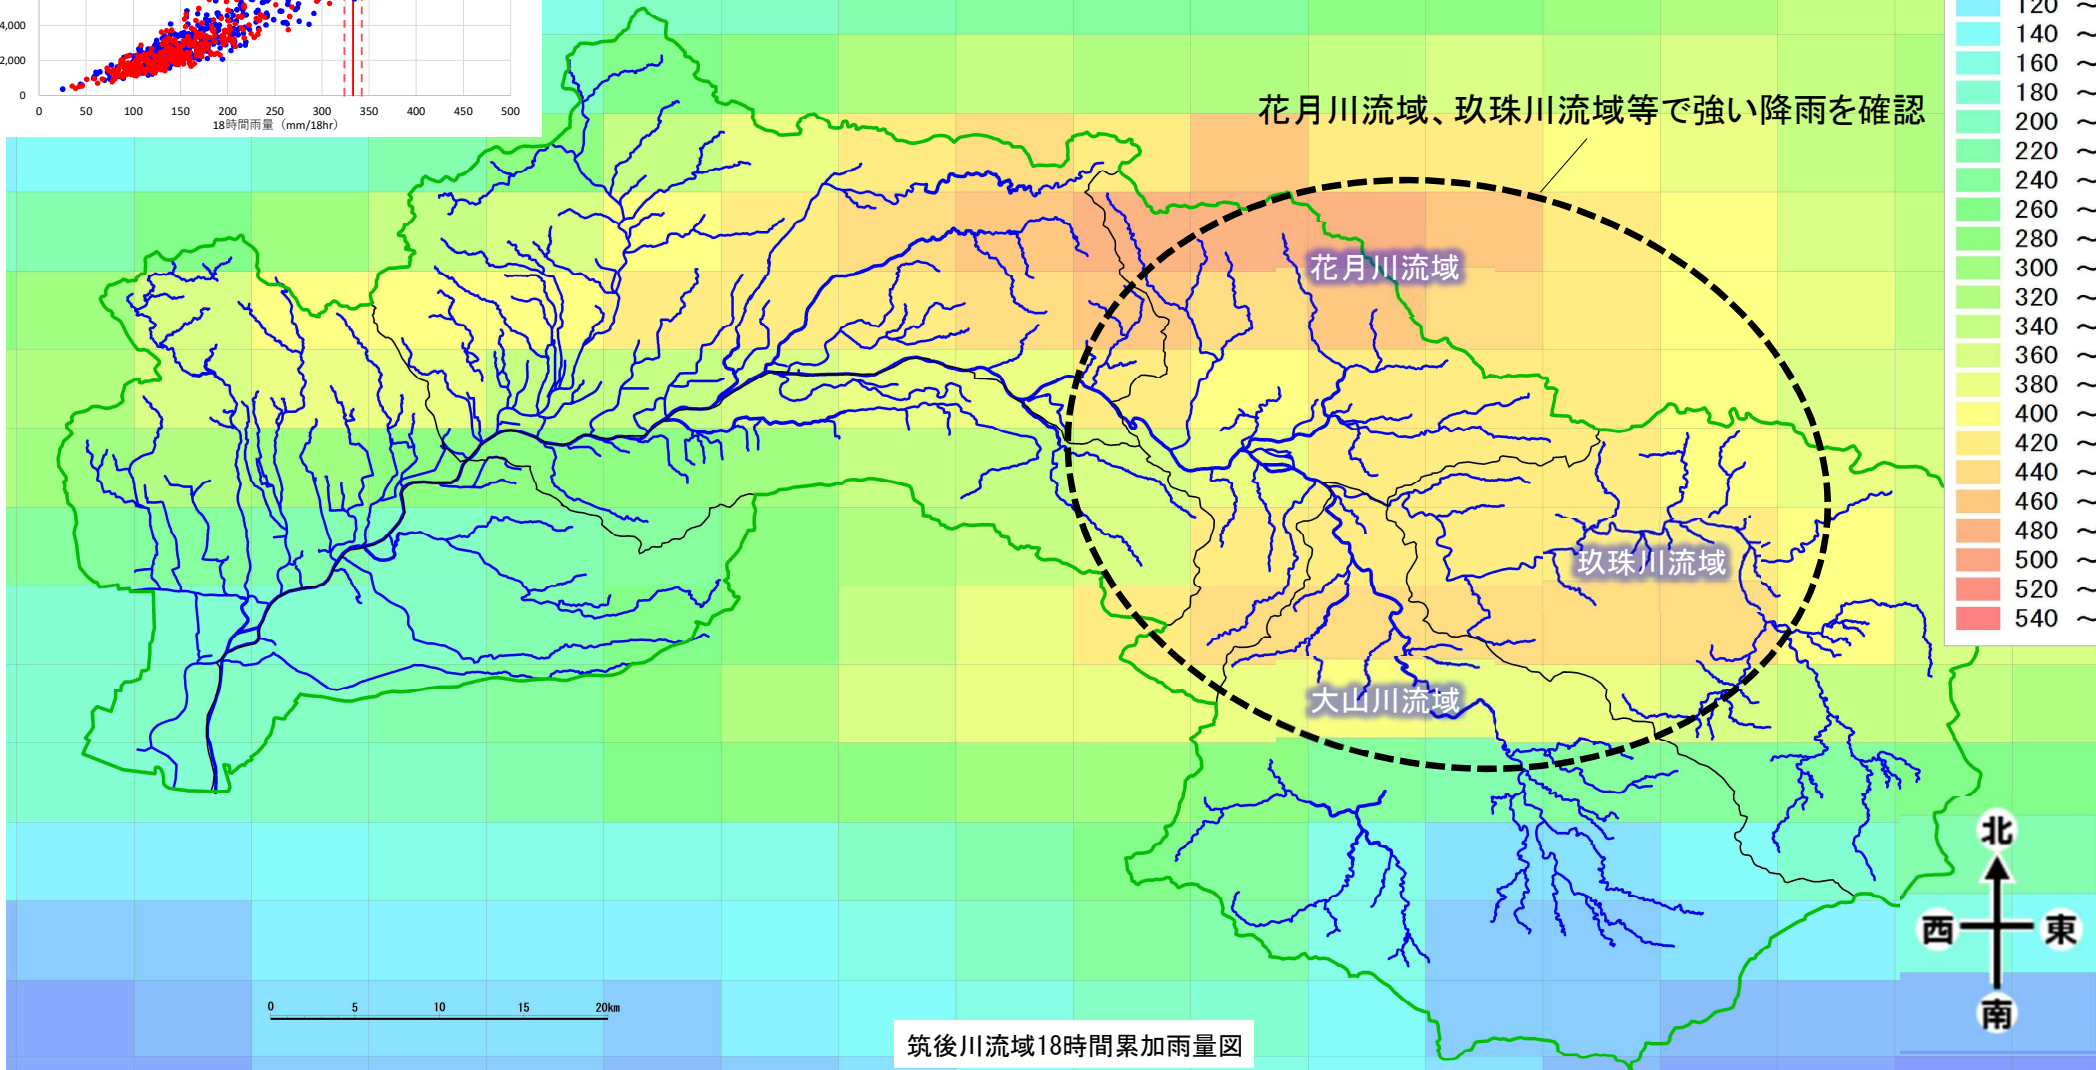 4,000
2,000
0
0 50 100 150 200 250 300 350 400 450 500
18時間雨量（mm/18hr）
120 ～
140 ～
160 ～
180 ～
200 ～
220 ～
240 ～
260 ～
280 ～
300 ～
320 ～
340 ～
360 ～
380 ～
400 ～
420 ～
440 ～
460 ～
480 ～
500 ～
520 ～
540 ～
花月川流域、玖珠川流域等で強い降雨を確認
花月川流域
玖珠川流域
大山川流域
北
西 東
南
0 5 10 15 20km
筑後川流域18時間累加雨量図